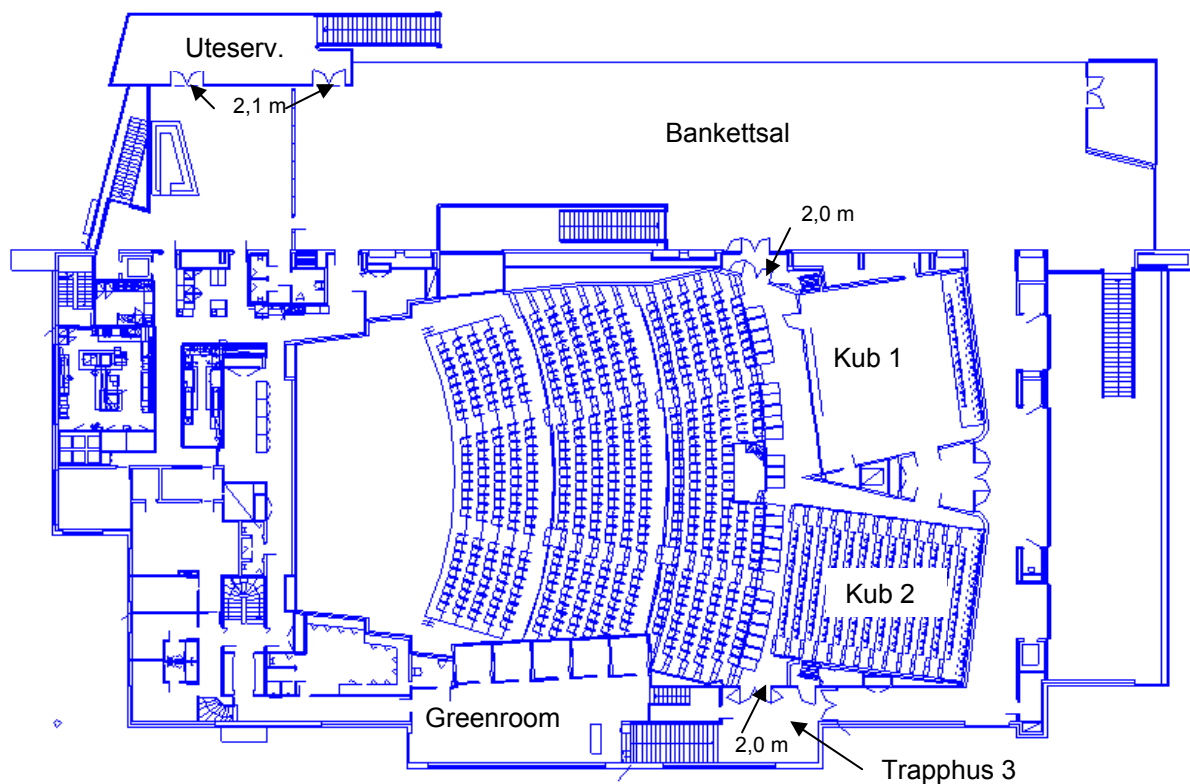 Uteserv.
2,1 m
Bankettsal
2,0 m
Kub 1
Kub 2
Greenroom
2,0 m
Trapphus 3